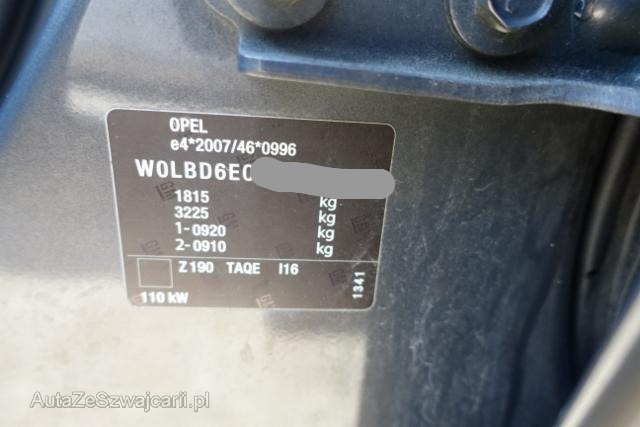 OPEL
e4*2007/46*0996
W0LBD6EC
1815 kg
3225 kg
1-0920 kg
2-0910 kg
Z190 TAQE I16
110 kW
1341
AutaZeSzwajcarii.pl